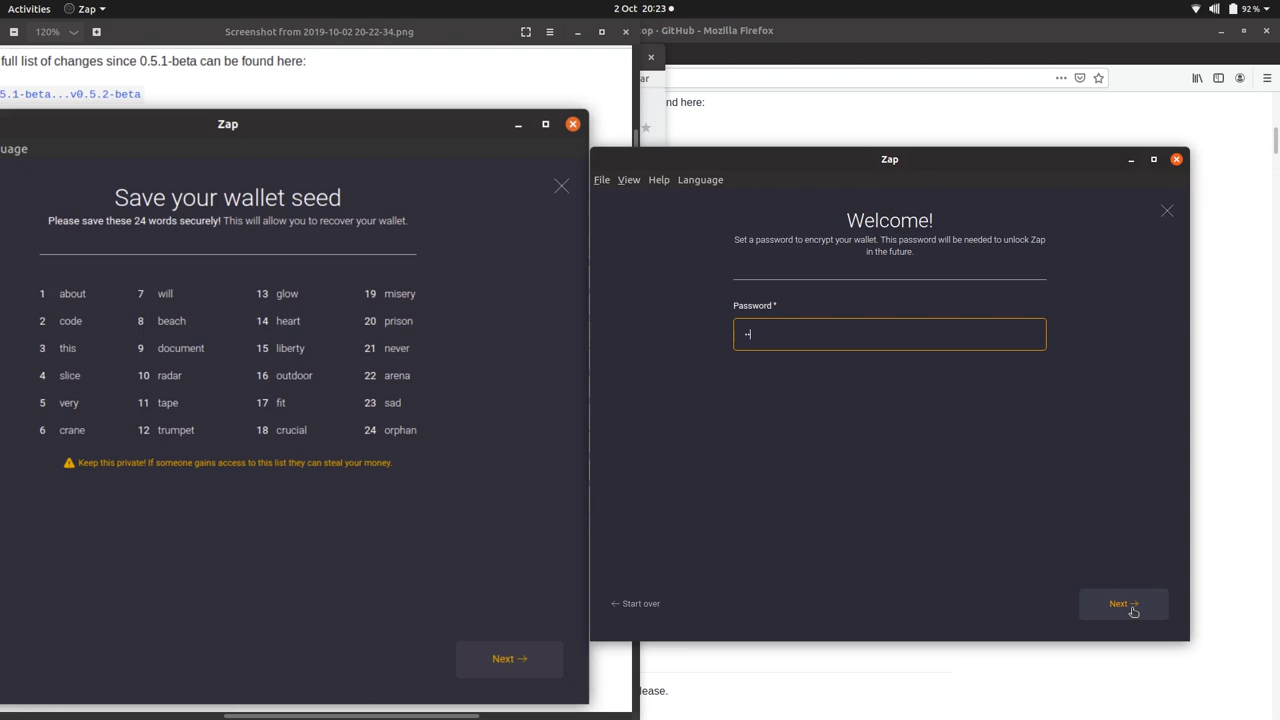 Activities
Zap
2 Oct 20:23
92 %
120%
Screenshot from 2019-10-02 20-22-34.png
op · GitHub - Mozilla Firefox
full list of changes since 0.5.1-beta can be found here:
5.1-beta...v0.5.2-beta
ar
nd here:
Zap
uage
Save your wallet seed
Please save these 24 words securely! This will allow you to recover your wallet.
1 about 7 will 13 glow 19 misery
2 code 8 beach 14 heart 20 prison
3 this 9 document 15 liberty 21 never
4 slice 10 radar 16 outdoor 22 arena
5 very 11 tape 17 fit 23 sad
6 crane 12 trumpet 18 crucial 24 orphan
Keep this private! If someone gains access to this list they can steal your money.
Next
Zap
File View Help Language
Welcome!
Set a password to encrypt your wallet. This password will be needed to unlock Zap
in the future.
Password *
Start over
Next
lease.